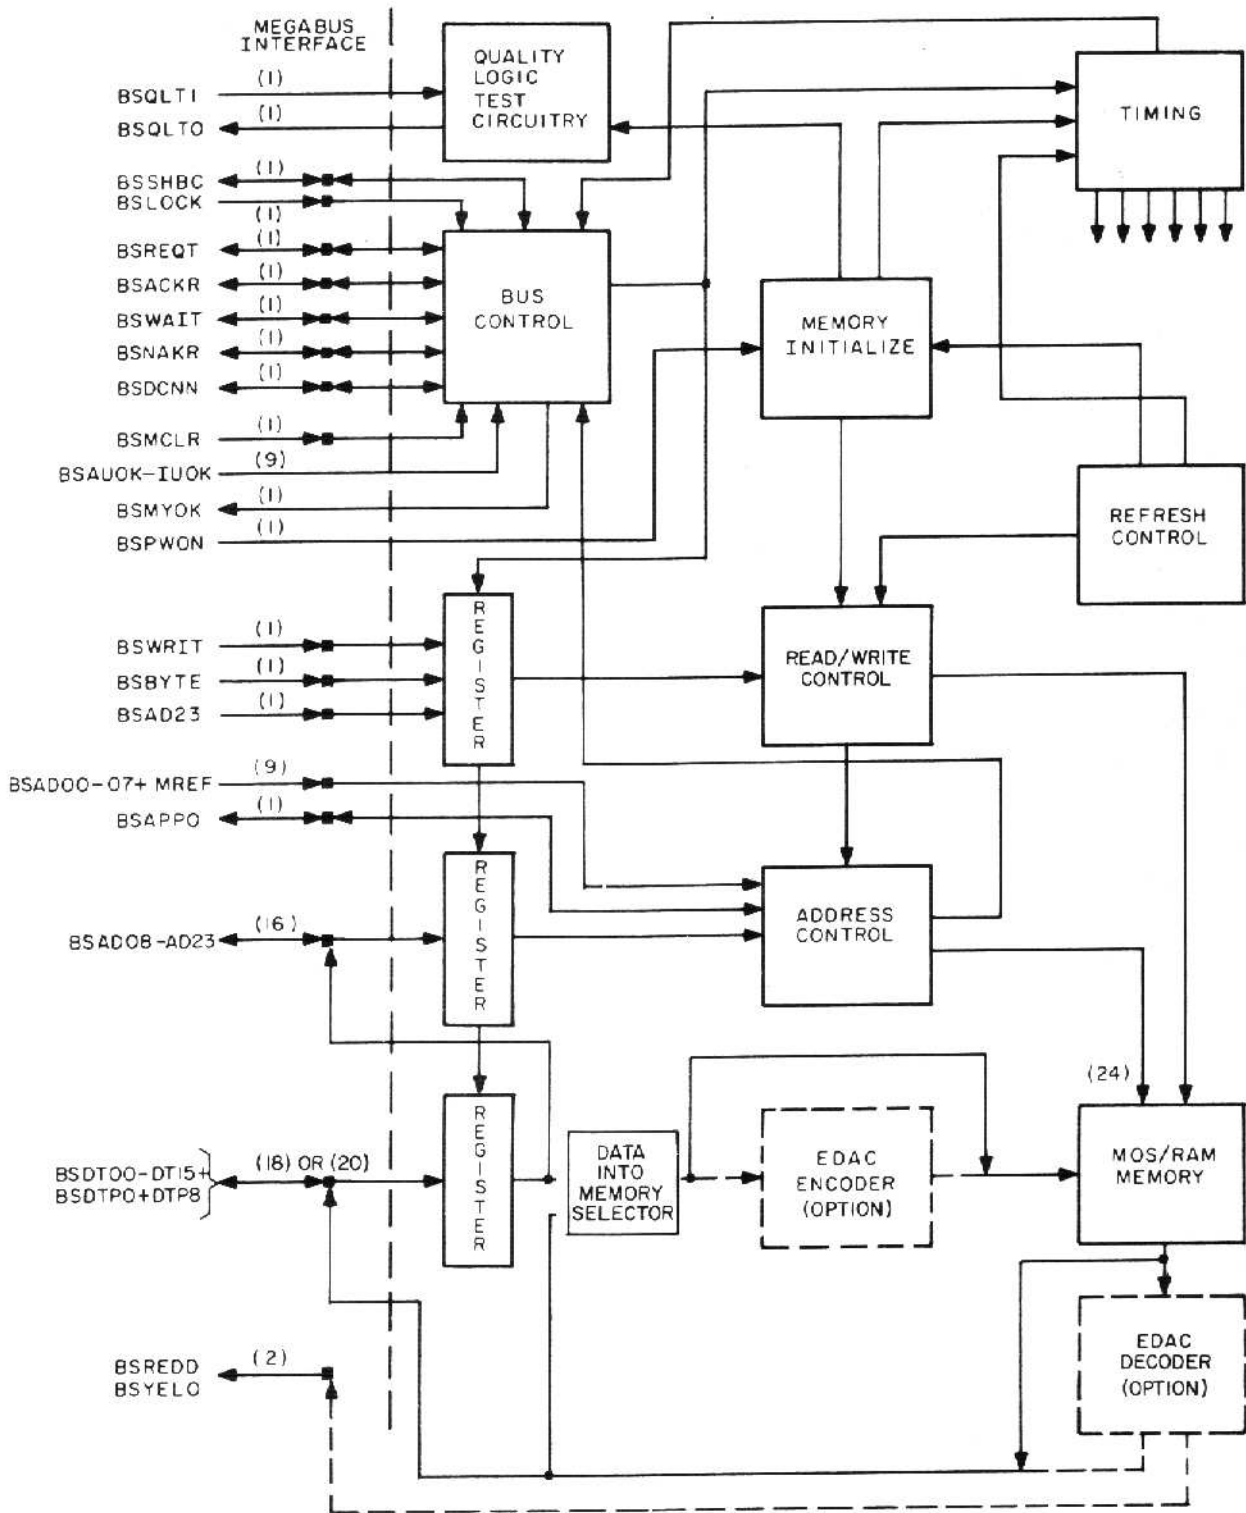 MEGABUS
INTERFACE
QUALITY
LOGIC
TEST
CIRCUITRY
TIMING
BSQLTI (1)
BSQLTO (1)
BSSHBC (1)
BSLOCK (1)
BSREQT (1)
BSACKR (1)
BSWAIT (1)
BSNAKR (1)
BSDCNN (1)
BUS
CONTROL
MEMORY
INITIALIZE
BSMCLR (1)
BSAUOK-IUOK (9)
BSMYOK (1)
BSPWON (1)
REFRESH
CONTROL
BSWRIT (1)
BSBYTE (1)
BSAD23 (1)
REGISTER
READ/WRITE
CONTROL
BSAD00-07+ MREF (9)
BSAPPO (1)
BSAD08-AD23 (16)
REGISTER
ADDRESS
CONTROL
(24)
BSDT00-DT15+
BSDTP0+DTP8
(18) OR (20)
REGISTER
DATA
INTO
MEMORY
SELECTOR
EDAC
ENCODER
(OPTION)
MOS/RAM
MEMORY
BSREDD
BSYELO
(2)
EDAC
DECODER
(OPTION)